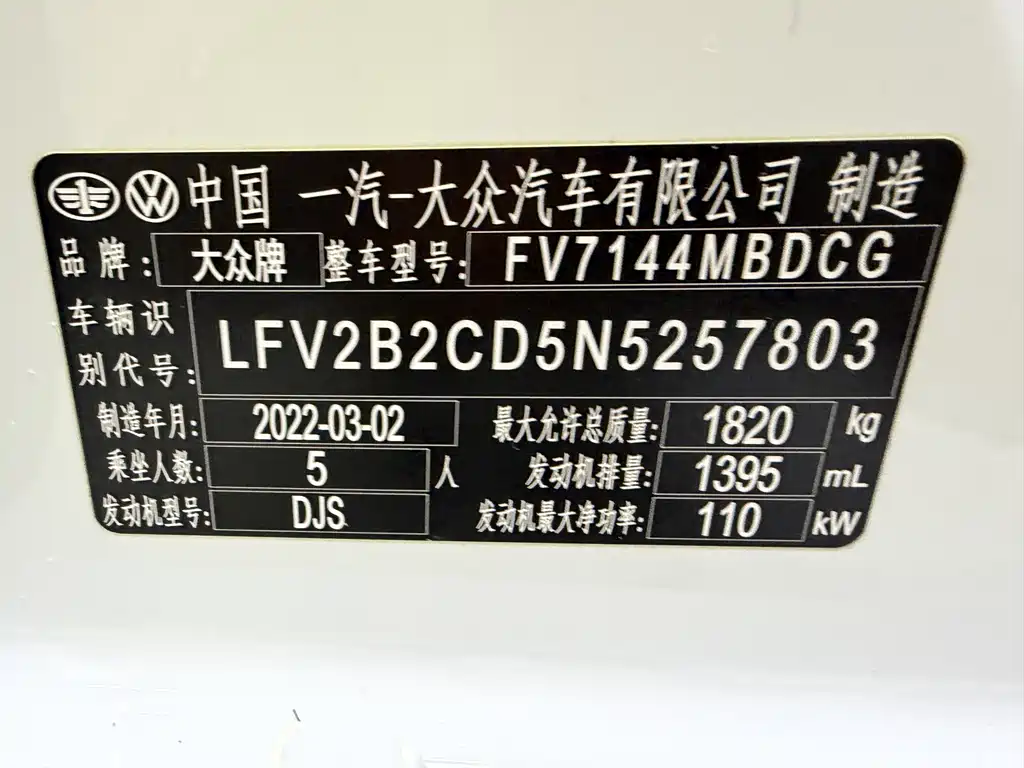 中国 一汽-大众汽车有限公司 制造
品牌: 大众牌 整车型号: FV7144MBDCG
车辆识别代号: LFV2B2CD5N5257803
制造年月: 2022-03-02 最大允许总质量: 1820 kg
乘坐人数: 5 人 发动机排量: 1395 mL
发动机型号: DJS 发动机最大净功率: 110 kW